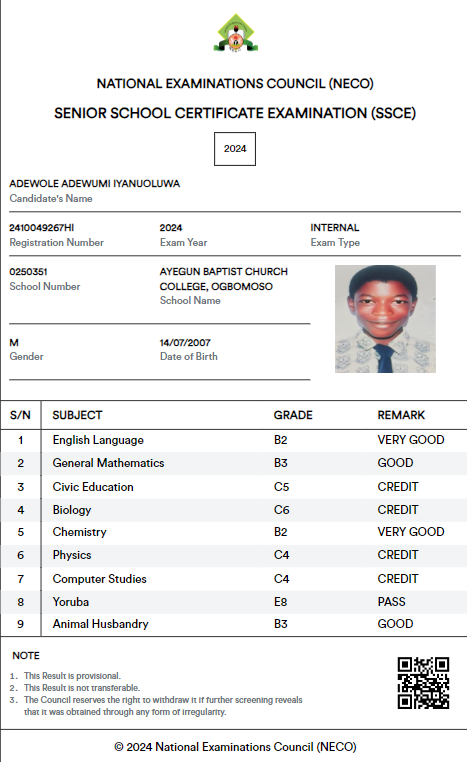 NATIONAL EXAMINATIONS COUNCIL (NECO)
SENIOR SCHOOL CERTIFICATE EXAMINATION (SSCE)
2024
ADEWOLE ADEWUMI IYANUOLUWA
Candidate's Name
2410049267HI 2024 INTERNAL
Registration Number Exam Year Exam Type
0250351 AYEGUN BAPTIST CHURCH
School Number COLLEGE, OGBOMOSO
School Name
M 14/07/2007
Gender Date of Birth
S/N SUBJECT GRADE REMARK
1 English Language B2 VERY GOOD
2 General Mathematics B3 GOOD
3 Civic Education C5 CREDIT
4 Biology C6 CREDIT
5 Chemistry B2 VERY GOOD
6 Physics C4 CREDIT
7 Computer Studies C4 CREDIT
8 Yoruba E8 PASS
9 Animal Husbandry B3 GOOD
NOTE
1. This Result is provisional.
2. This Result is not transferable.
3. The Council reserves the right to withdraw it if further screening reveals
that it was obtained through any form of irregularity.
© 2024 National Examinations Council (NECO)